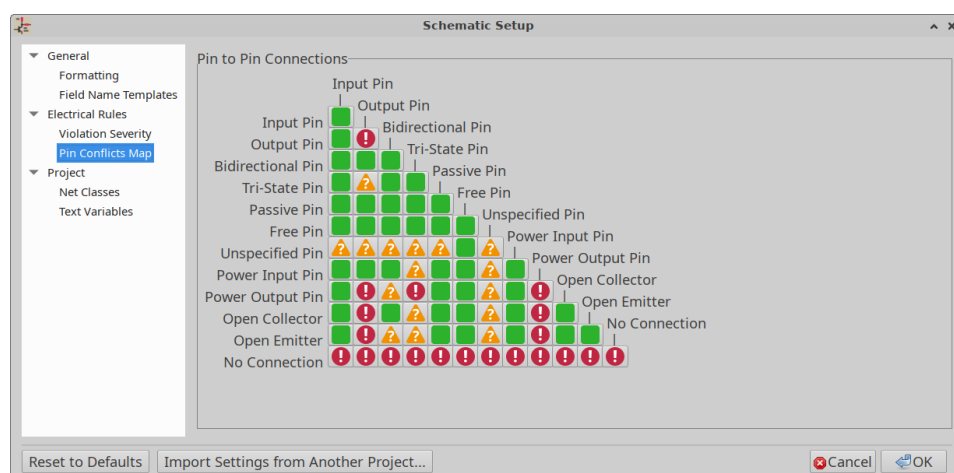 Schematic Setup
General
Formatting
Field Name Templates
Electrical Rules
Violation Severity
Pin Conflicts Map
Project
Net Classes
Text Variables
Pin to Pin Connections
Input Pin
Output Pin
Input Pin
Bidirectional Pin
Output Pin
Tri-State Pin
Bidirectional Pin
Passive Pin
Tri-State Pin
Free Pin
Passive Pin
Unspecified Pin
Free Pin
Power Input Pin
Unspecified Pin
Power Output Pin
Power Input Pin
Open Collector
Power Output Pin
Open Emitter
Open Collector
No Connection
Open Emitter
No Connection
Reset to Defaults
Import Settings from Another Project...
Cancel
OK